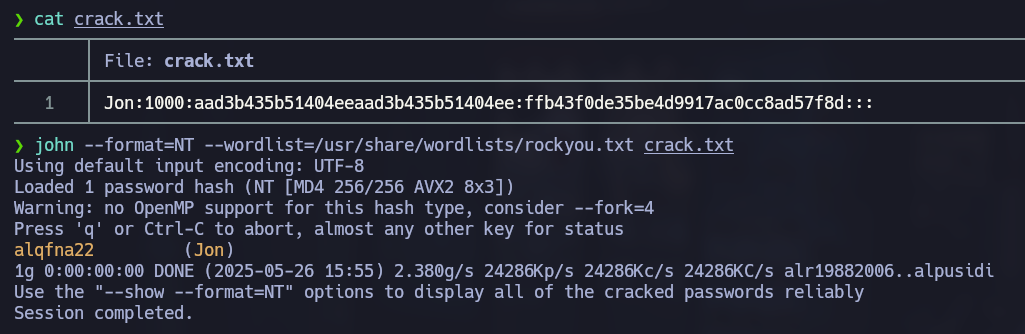 ❯ cat crack.txt
File: crack.txt
1 Jon:1000:aad3b435b51404eeaad3b435b51404ee:ffb43f0de35be4d9917ac0cc8ad57f8d:::
❯ john --format=NT --wordlist=/usr/share/wordlists/rockyou.txt crack.txt
Using default input encoding: UTF-8
Loaded 1 password hash (NT [MD4 256/256 AVX2 8x3])
Warning: no OpenMP support for this hash type, consider --fork=4
Press 'q' or Ctrl-C to abort, almost any other key for status
alqfna22         (Jon)
1g 0:00:00:00 DONE (2025-05-26 15:55) 2.380g/s 24286Kp/s 24286Kc/s 24286KC/s alr19882006..alpusidi
Use the "--show --format=NT" options to display all of the cracked passwords reliably
Session completed.